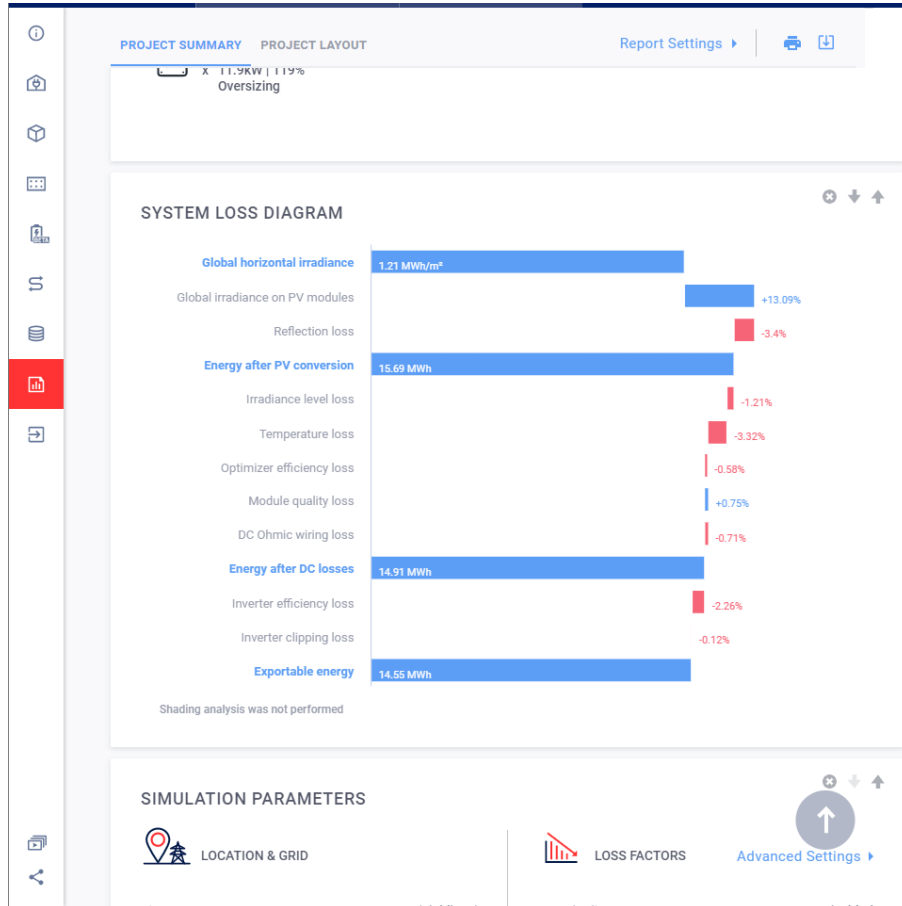 PROJECT SUMMARY PROJECT LAYOUT Report Settings
x 11.9kW | 119%
Oversizing
BETA
SYSTEM LOSS DIAGRAM
Global horizontal irradiance 1.21 MWh/m²
Global irradiance on PV modules +13.09%
Reflection loss -3.4%
Energy after PV conversion 15.69 MWh
Irradiance level loss -1.21%
Temperature loss -3.32%
Optimizer efficiency loss -0.58%
Module quality loss +0.75%
DC Ohmic wiring loss -0.71%
Energy after DC losses 14.91 MWh
Inverter efficiency loss -2.26%
Inverter clipping loss -0.12%
Exportable energy 14.55 MWh
Shading analysis was not performed
SIMULATION PARAMETERS
LOCATION & GRID LOSS FACTORS Advanced Settings